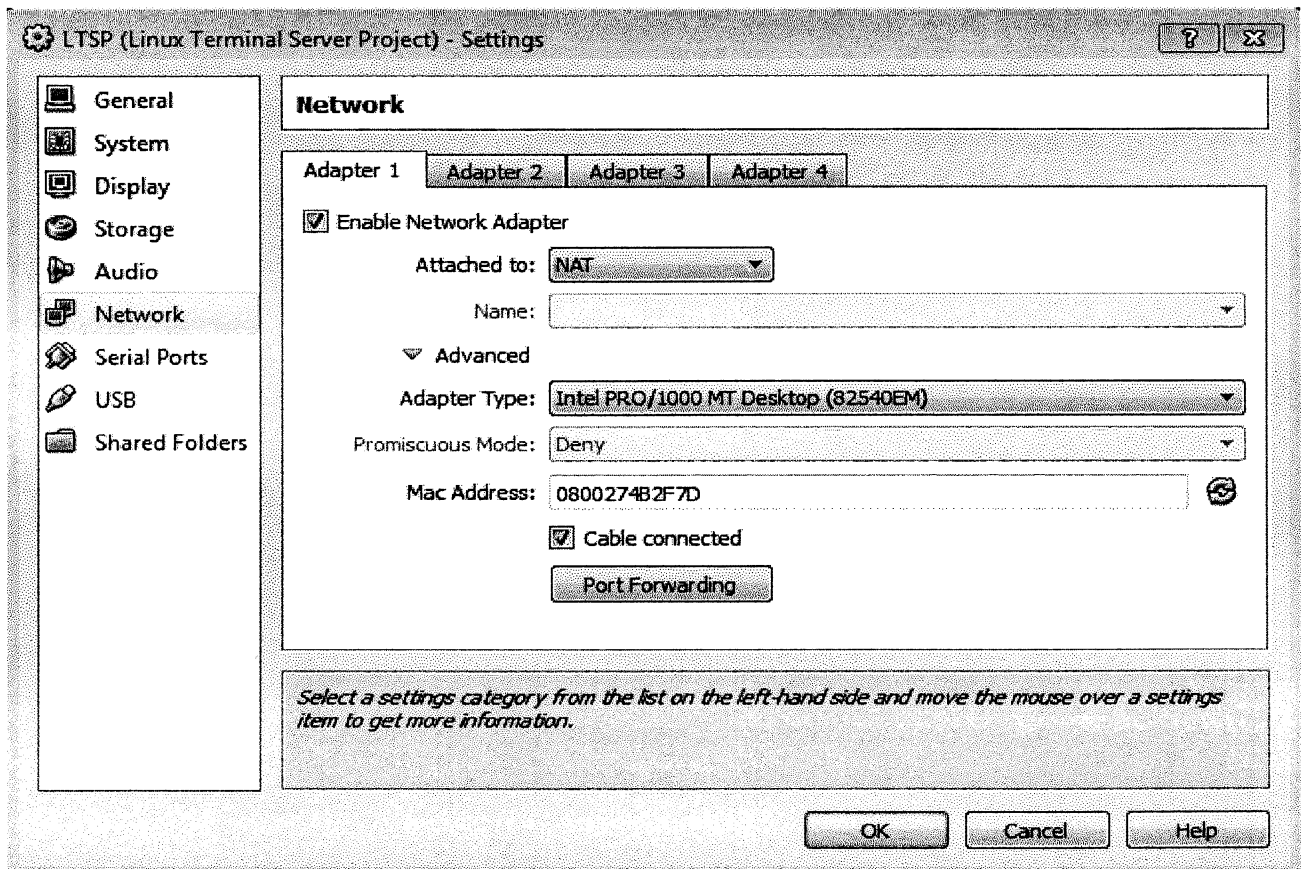 LTSP (Linux Terminal Server Project) - Settings
General
System
Display
Storage
Audio
Network
Serial Ports
USB
Shared Folders
Network
Adapter 1 Adapter 2 Adapter 3 Adapter 4
Enable Network Adapter
Attached to: NAT
Name:
Advanced
Adapter Type: Intel PRO/1000 MT Desktop (82540EM)
Promiscuous Mode: Deny
Mac Address: 0800274B2F7D
Cable connected
Port Forwarding
Select a settings category from the list on the left-hand side and move the mouse over a settings
item to get more information.
OK Cancel Help